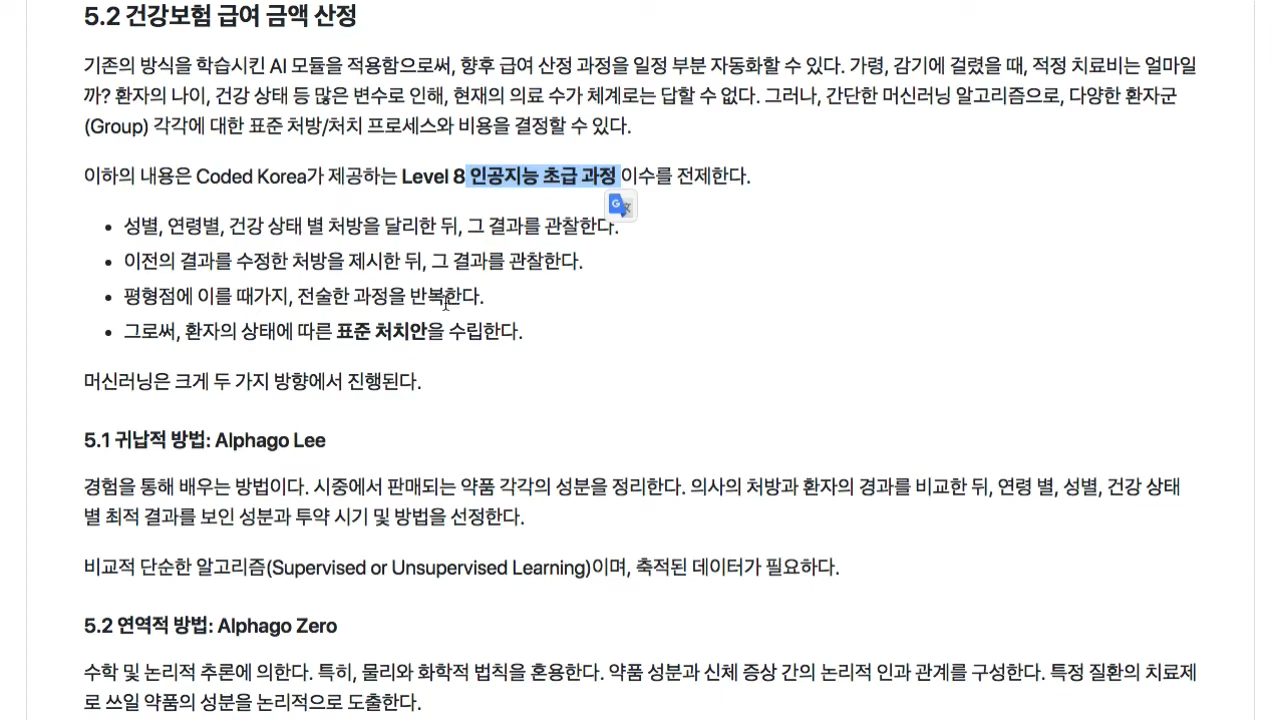 5.2 건강보험 급여 금액 산정
기존의 방식을 학습시킨 AI 모듈을 적용함으로써, 향후 급여 산정 과정을 일정 부분 자동화할 수 있다. 가령, 감기에 걸렸을 때, 적정 치료비는 얼마일
까? 환자의 나이, 건강 상태 등 많은 변수로 인해, 현재의 의료 수가 체계로는 답할 수 없다. 그러나, 간단한 머신러닝 알고리즘으로, 다양한 환자군
(Group) 각각에 대한 표준 처방/처치 프로세스와 비용을 결정할 수 있다.
이하의 내용은 Coded Korea가 제공하는 Level 8 인공지능 초급 과정 이수를 전제한다.
• 성별, 연령별, 건강 상태 별 처방을 달리한 뒤, 그 결과를 관찰한다.
• 이전의 결과를 수정한 처방을 제시한 뒤, 그 결과를 관찰한다.
• 평형점에 이를 때가지, 전술한 과정을 반복한다.
• 그로써, 환자의 상태에 따른 표준 처치안을 수립한다.
머신러닝은 크게 두 가지 방향에서 진행된다.
5.1 귀납적 방법: Alphago Lee
경험을 통해 배우는 방법이다. 시중에서 판매되는 약품 각각의 성분을 정리한다. 의사의 처방과 환자의 경과를 비교한 뒤, 연령 별, 성별, 건강 상태
별 최적 결과를 보인 성분과 투약 시기 및 방법을 선정한다.
비교적 단순한 알고리즘(Supervised or Unsupervised Learning)이며, 축적된 데이터가 필요하다.
5.2 연역적 방법: Alphago Zero
수학 및 논리적 추론에 의한다. 특히, 물리와 화학적 법칙을 혼용한다. 약품 성분과 신체 증상 간의 논리적 인과 관계를 구성한다. 특정 질환의 치료제
로 쓰일 약품의 성분을 논리적으로 도출한다.